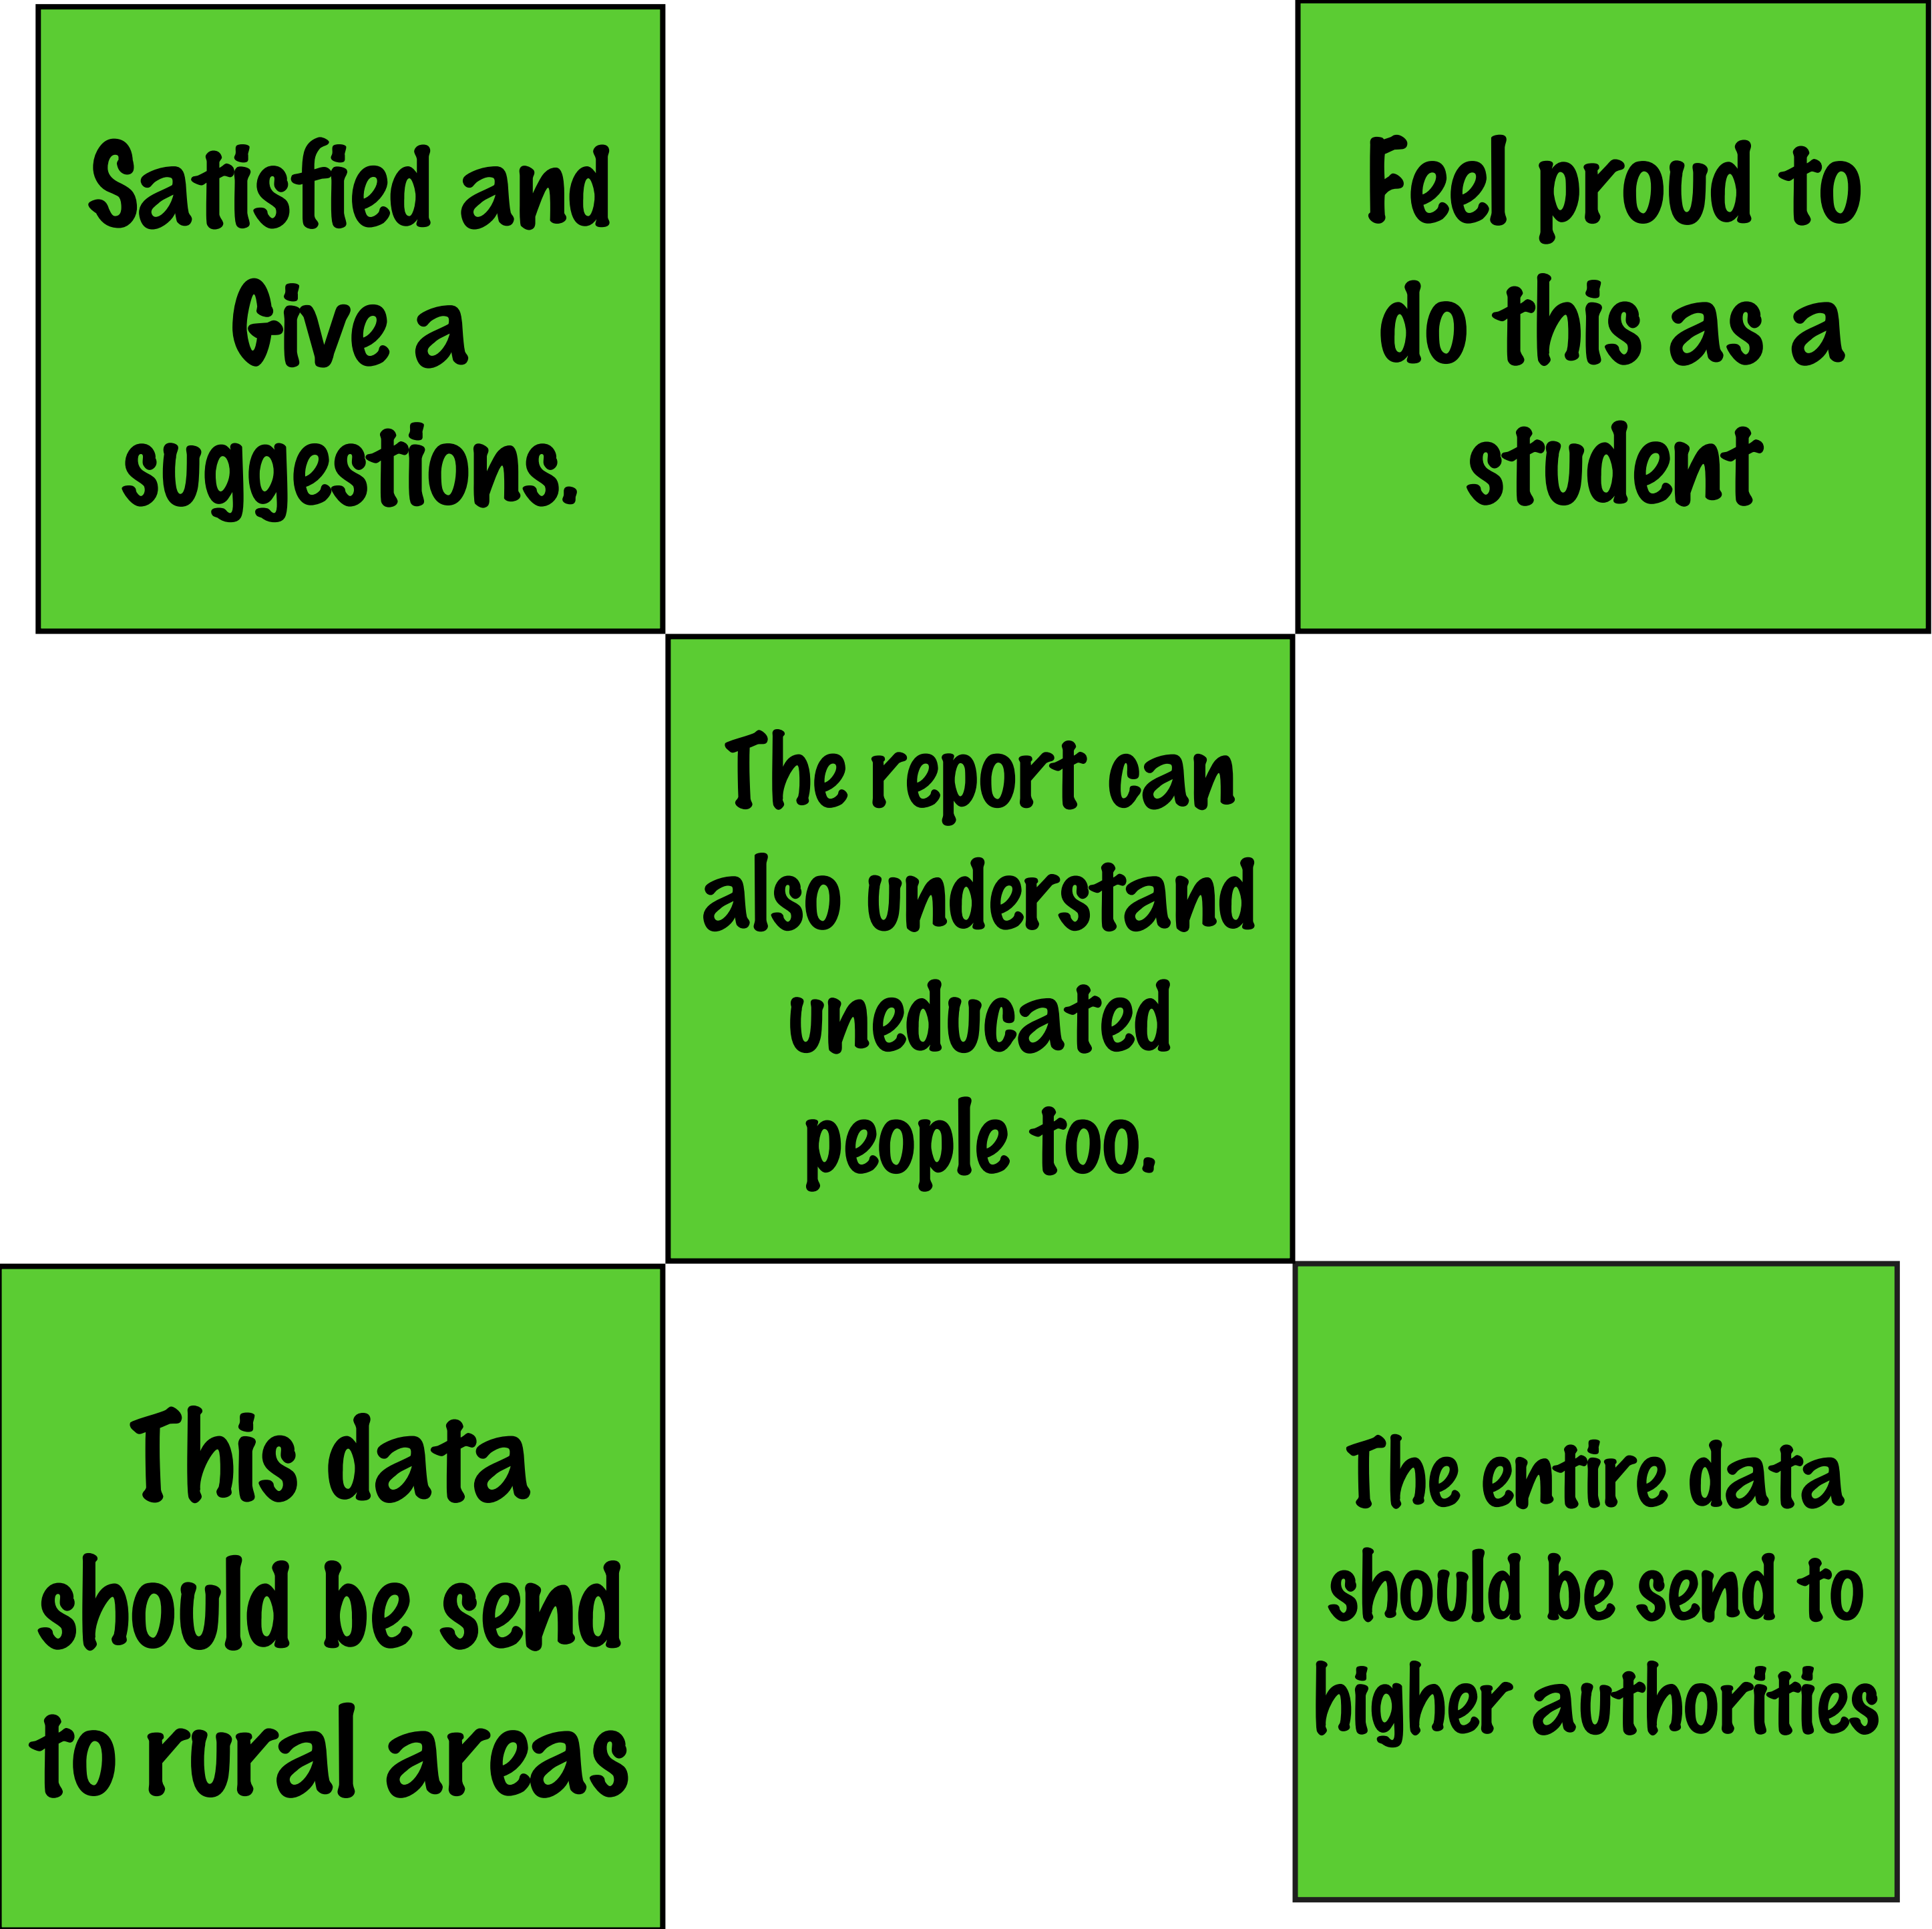 Satisfied and
Give a
suggestions.
Feel proud to
do this as a
student
The report can
also understand
uneducated
people too.
This data
should be send
to rural areas
The entire data
should be send to
higher authorities